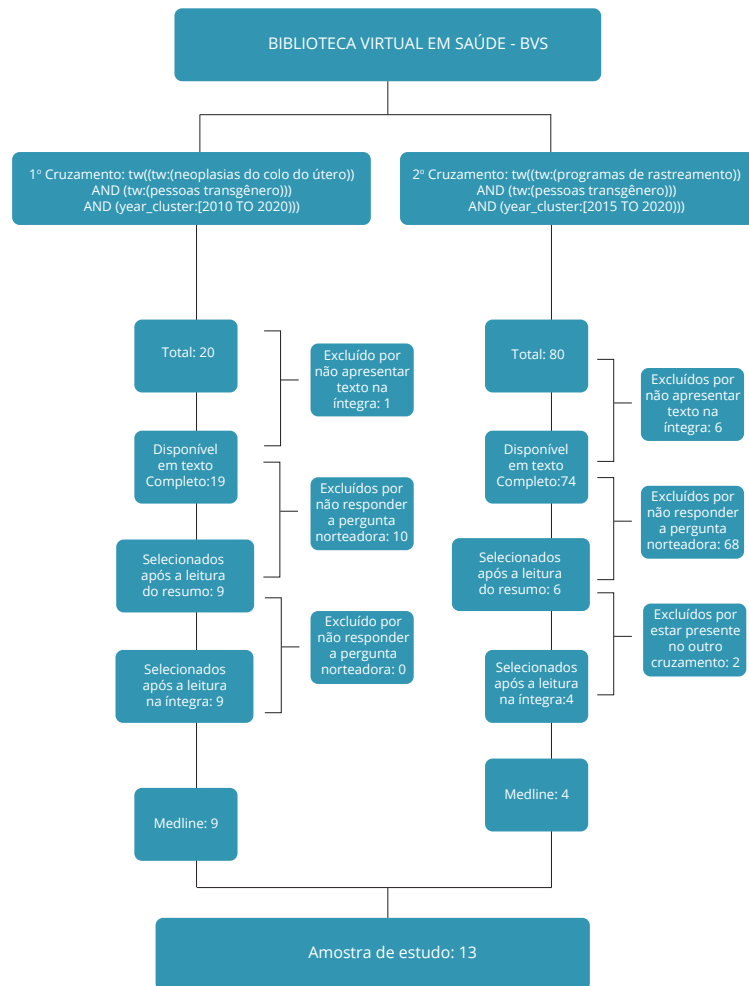 BIBLIOTECA VIRTUAL EM SAÚDE - BVS
1º Cruzamento: tw((tw:(neoplasias do colo do útero))
AND (tw:(pessoas transgênero)))
AND (year_cluster:[2010 TO 2020)))
Total: 20
Excluído por
não apresentar
texto na
íntegra: 1
Disponível
em texto
Completo:19
Excluídos por
não responder
a pergunta
norteadora: 10
Selecionados
após a leitura
do resumo: 9
Excluído por
não responder
a pergunta
norteadora: 0
Selecionados
após a leitura
na íntegra: 9
Medline: 9
2º Cruzamento: tw((tw:(programas de rastreamento))
AND (tw:(pessoas transgênero)))
AND (year_cluster:[2015 TO 2020)))
Total: 80
Excluídos por
não apresentar
texto na
íntegra: 6
Disponível
em texto
Completo:74
Excluídos por
não responder
a pergunta
norteadora: 68
Selecionados
após a leitura
do resumo: 6
Excluídos por
estar presente
no outro
cruzamento: 2
Selecionados
após a leitura
na íntegra:4
Medline: 4
Amostra de estudo: 13